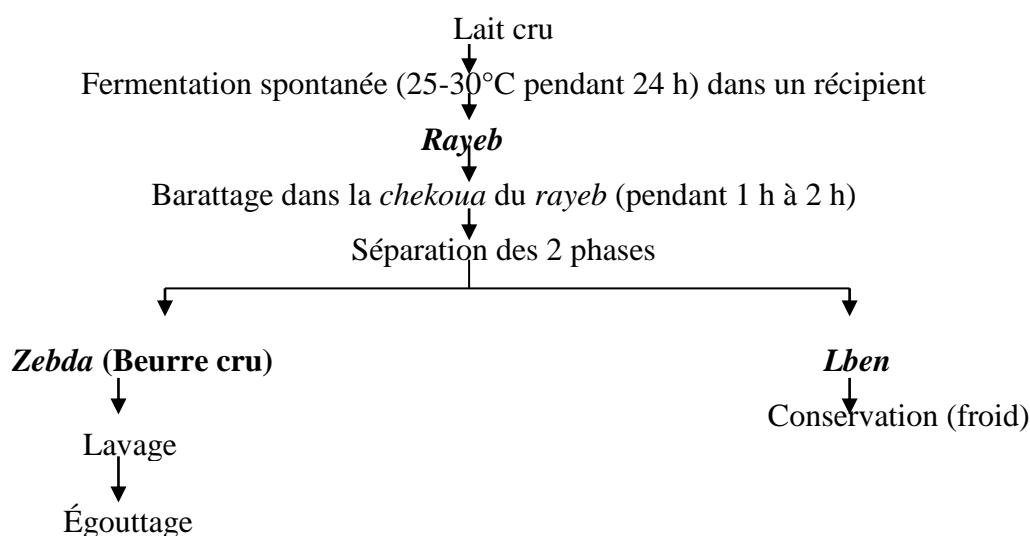 Lait cru
Fermentation spontanée (25-30°C pendant 24 h) dans un récipient
Rayeb
Barattage dans la chekoua du rayeb (pendant 1 h à 2 h)
Séparation des 2 phases
Zebda (Beurre cru)
Lben
Conservation (froid)
Lavage
Égouttage